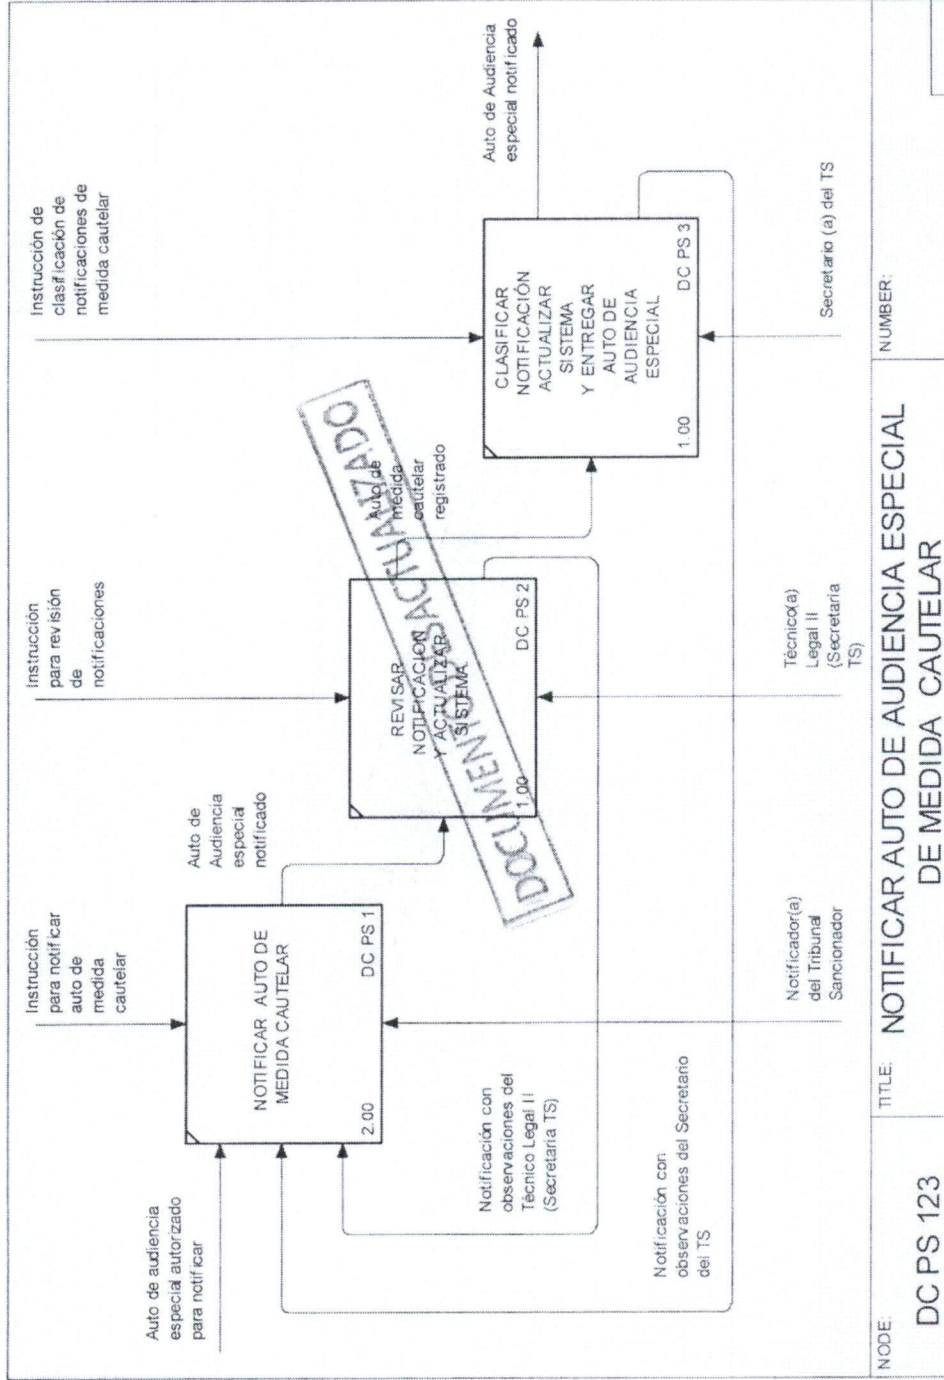 Instrucción
para notificar
auto de
medida
cautelar
Instrucción
para revisión
de
notificaciones
Instrucción de
clasificación de
notificaciones de
medida cautelar
Auto de audiencia
especial autorizado
para notificar
NOTIFICAR AUTO DE
MEDIDA CAUTELAR
2.00
DC PS 1
Auto de
Audiencia
especial
notificado
REVISAR
NOTIFICACION
Y ACTUALIZAR
SISTEMA
1.00
DC PS 2
Auto de
medida
cautelar
registrado
CLASIFICAR
NOTIFICACIÓN
ACTUALIZAR
SISTEMA
Y ENTREGAR
AUTO DE
AUDIENCIA
ESPECIAL
1.00
DC PS 3
Auto de Audiencia
especial notificado
DOCUMENTO DESACTUALIZADO
Notificación con
observaciones del
Técnico Legal II
(Secretaria TS)
Notificación con
observaciones del Secretario
del TS
Notificador(a)
del Tribunal
Sancionador
Técnico(a)
Legal II
(Secretaria
TS)
Secretario (a) del TS
NODE:
DC PS 123
TITLE:
NOTIFICAR AUTO DE AUDIENCIA ESPECIAL
DE MEDIDA CAUTELAR
NUMBER: